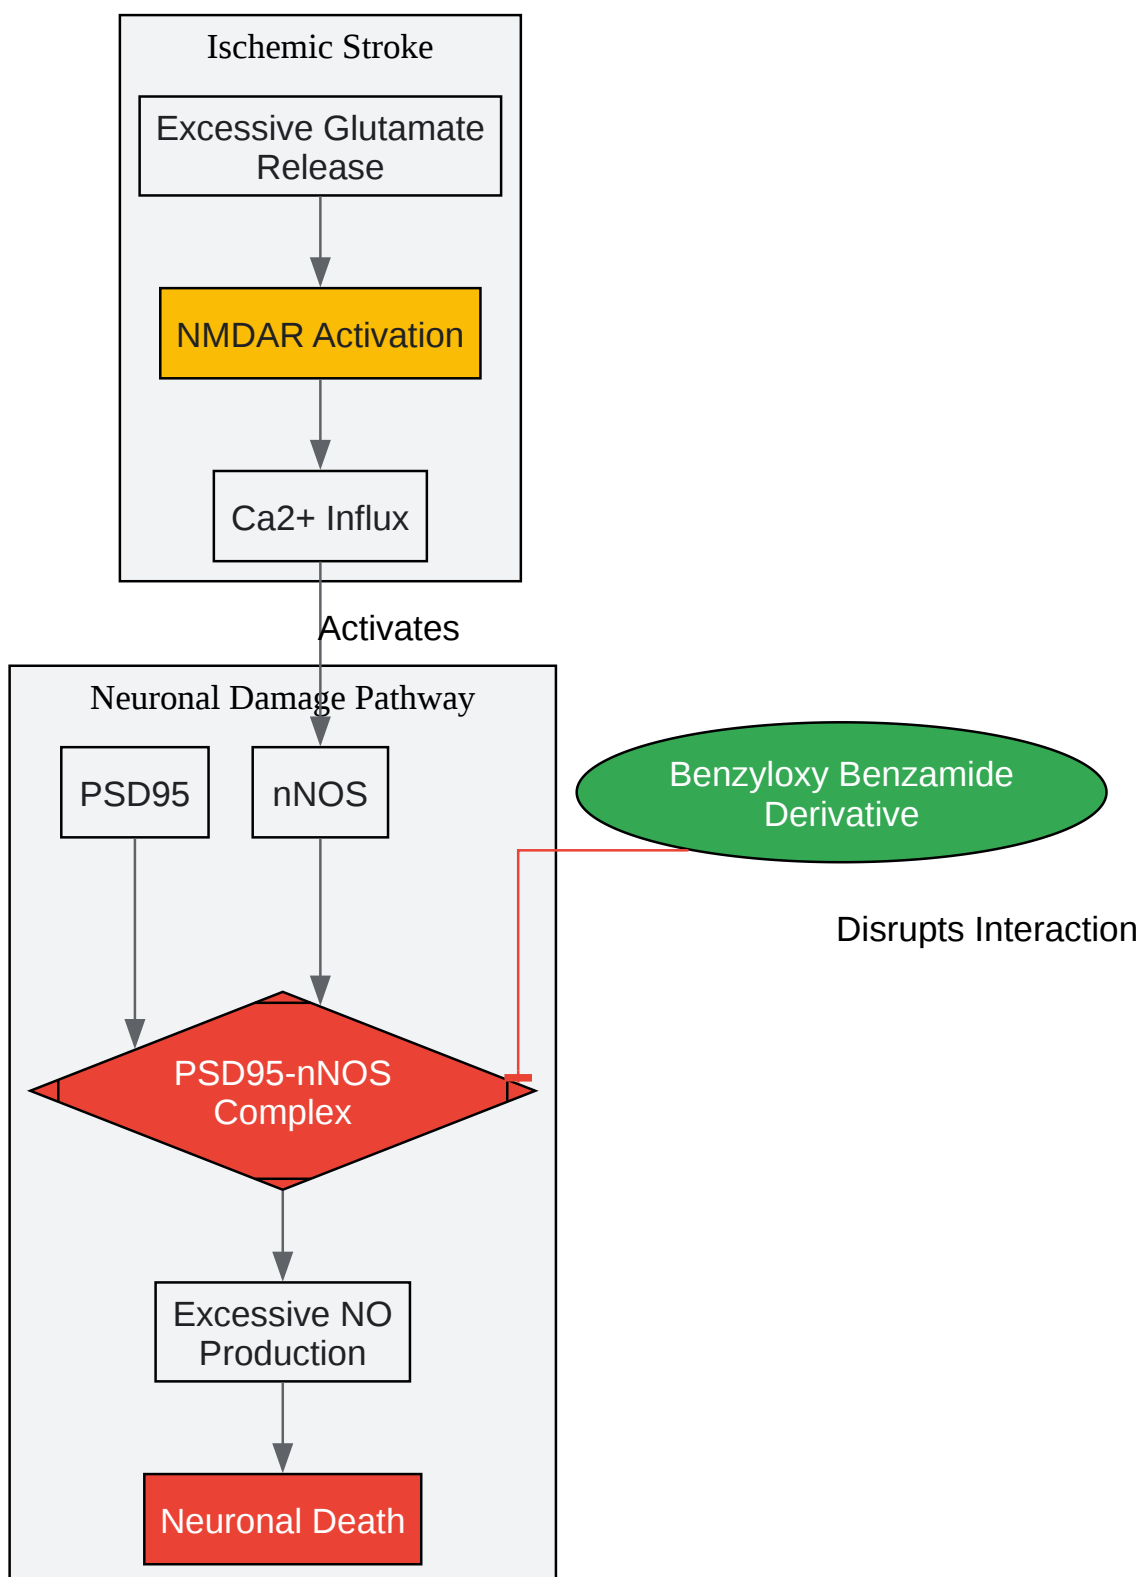 Ischemic Stroke
Excessive Glutamate
Release
NMDAR Activation
Ca2+ Influx
Activates
Neuronal Damage Pathway
PSD95
nNOS
Benzyloxy Benzamide
Derivative
Disrupts Interaction
PSD95-nNOS
Complex
Excessive NO
Production
Neuronal Death